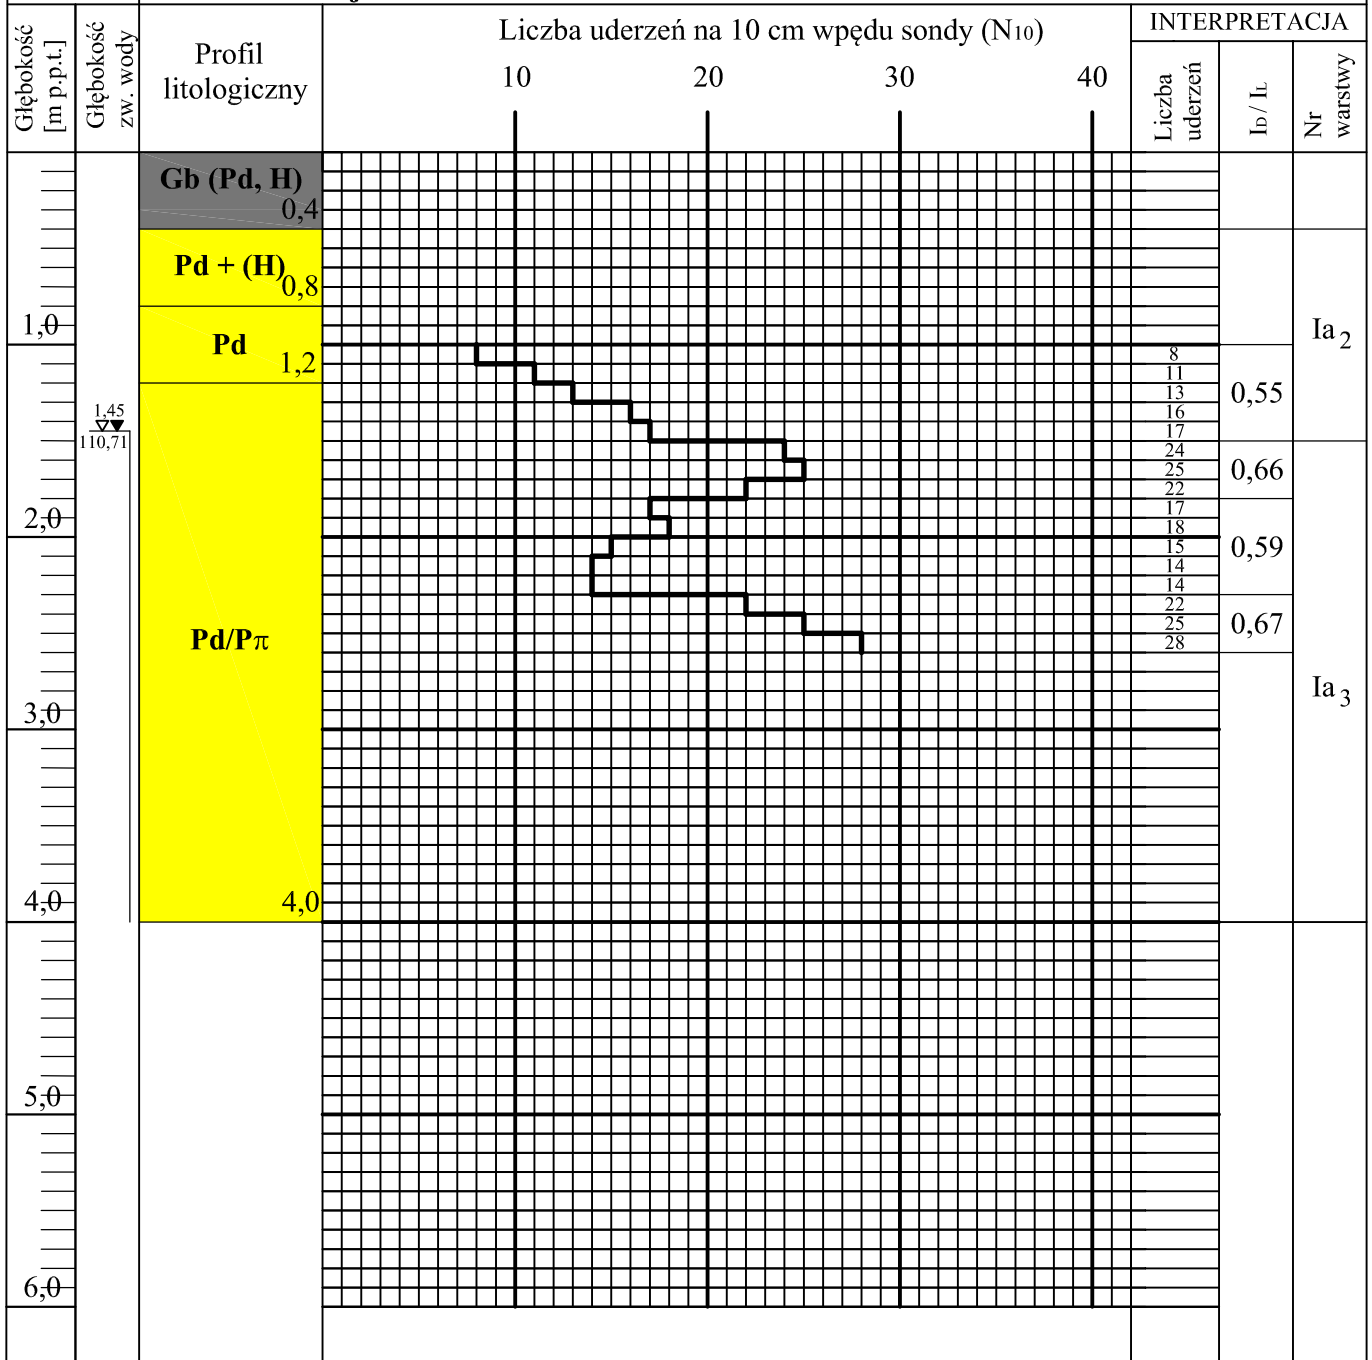 Głębokość
[m p.p.t.]
Głębokość
zw. wody
Profil
litologiczny
Liczba uderzeń na 10 cm wpędu sondy (N10)
10 20 30 40
INTERPRETACJA
Liczba
uderzeń
ID / IL
Nr
warstwy
Gb (Pd, H)
0,4
Pd + (H)
0,8
1,0
Pd
1,2
Ia 2
8
11
13
16
17
0,55
1,45
110,71
24
25
22
0,66
2,0
17
18
15
14
14
0,59
22
25
28
0,67
Pd/Pπ
3,0
Ia 3
4,0
4,0
5,0
6,0